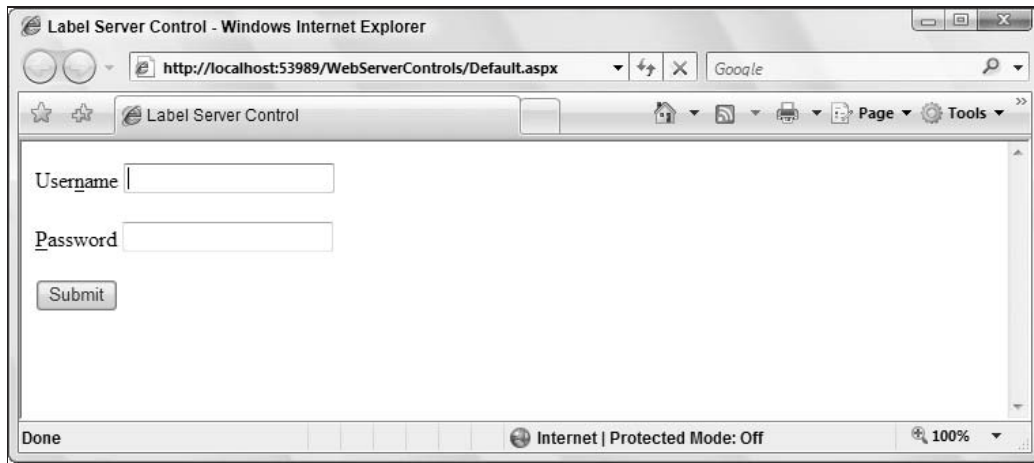 Label Server Control - Windows Internet Explorer
http://localhost:53989/WebServerControls/Default.aspx
Google
Label Server Control
Page
Tools
Username
Password
Submit
Done
Internet | Protected Mode: Off
100%